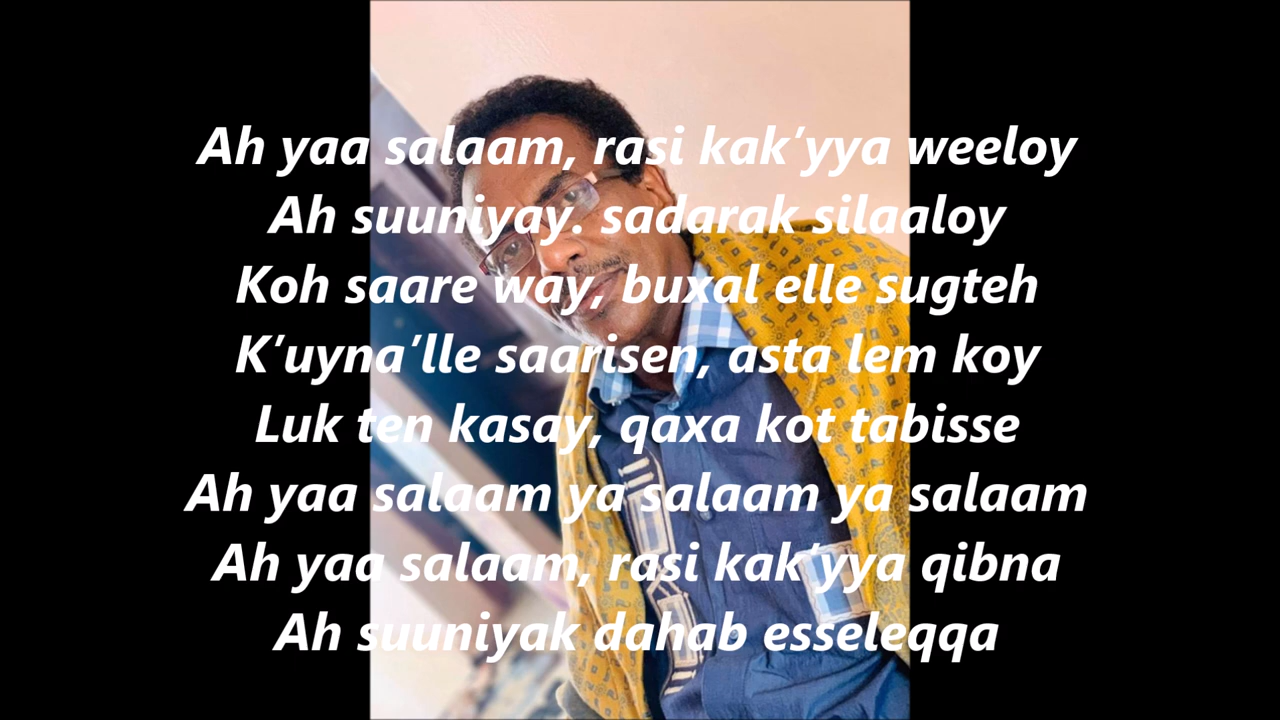 Ah yaa salaam, rasi kak’yya weeloy
Ah suuniyay. sadarak silaaloy
Koh saare way, buxal elle sugteh
K’uyna’lle saarisen, asta lem koy
Luk ten kasay, qaxa kot tabisse
Ah yaa salaam ya salaam ya salaam
Ah yaa salaam, rasi kak’yya qibna
Ah suuniyak dahab esseleqqa